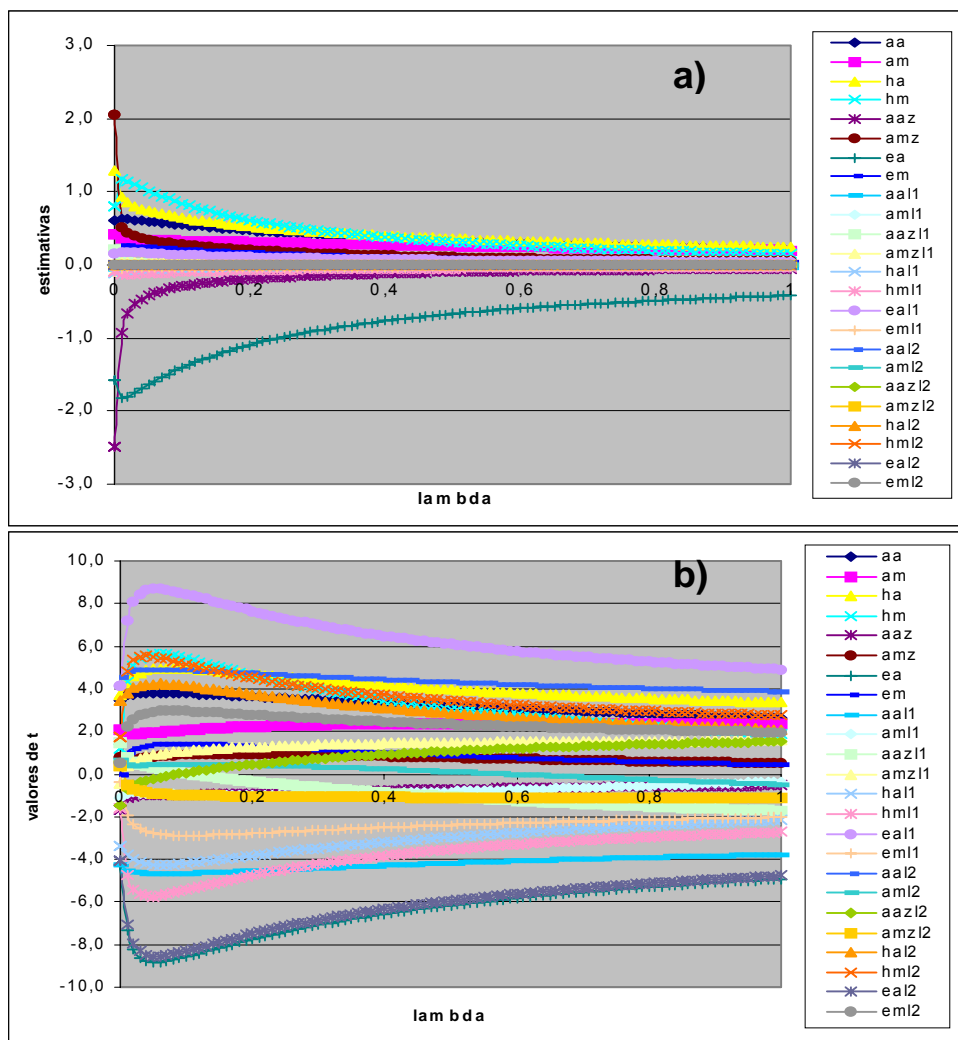 a)
3,0
2,0
1,0
0,0
-1,0
-2,0
-3,0
estimativas
0 0,2 0,4 0,6 0,8 1
lambda
aa
am
ha
hm
aaz
amz
ea
em
aal1
aml1
aazl1
amzl1
hal1
hml1
eal1
eml1
aal2
aml2
aazl2
amzl2
hal2
hml2
eal2
eml2
b)
10,0
8,0
6,0
4,0
2,0
0,0
-2,0
-4,0
-6,0
-8,0
-10,0
valores de t
0 0,2 0,4 0,6 0,8 1
lambda
aa
am
ha
hm
aaz
amz
ea
em
aal1
aml1
aazl1
amzl1
hal1
hml1
eal1
eml1
aal2
aml2
aazl2
amzl2
hal2
hml2
eal2
eml2